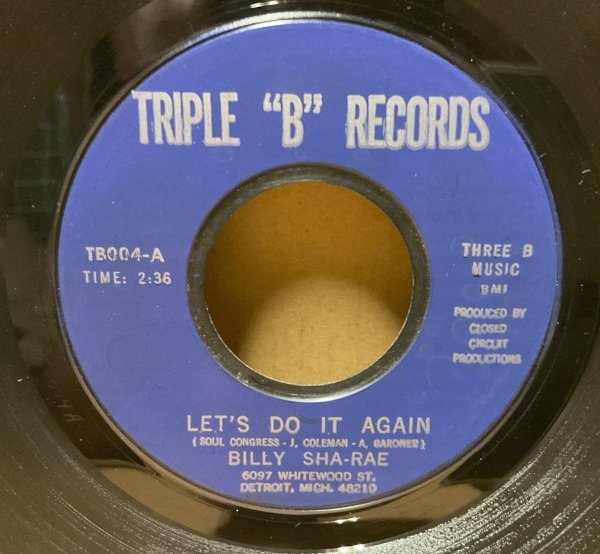 TRIPLE "B" RECORDS
TB004-A
TIME: 2:36
THREE B
MUSIC
BMI
PRODUCED BY
CLOSED
CIRCUIT
PRODUCTIONS
LET'S DO IT AGAIN
(SOUL CONGRESS - J. COLEMAN - A. GARDNER)
BILLY SHA-RAE
6097 WHITEWOOD ST.
DETROIT, MICH. 48210